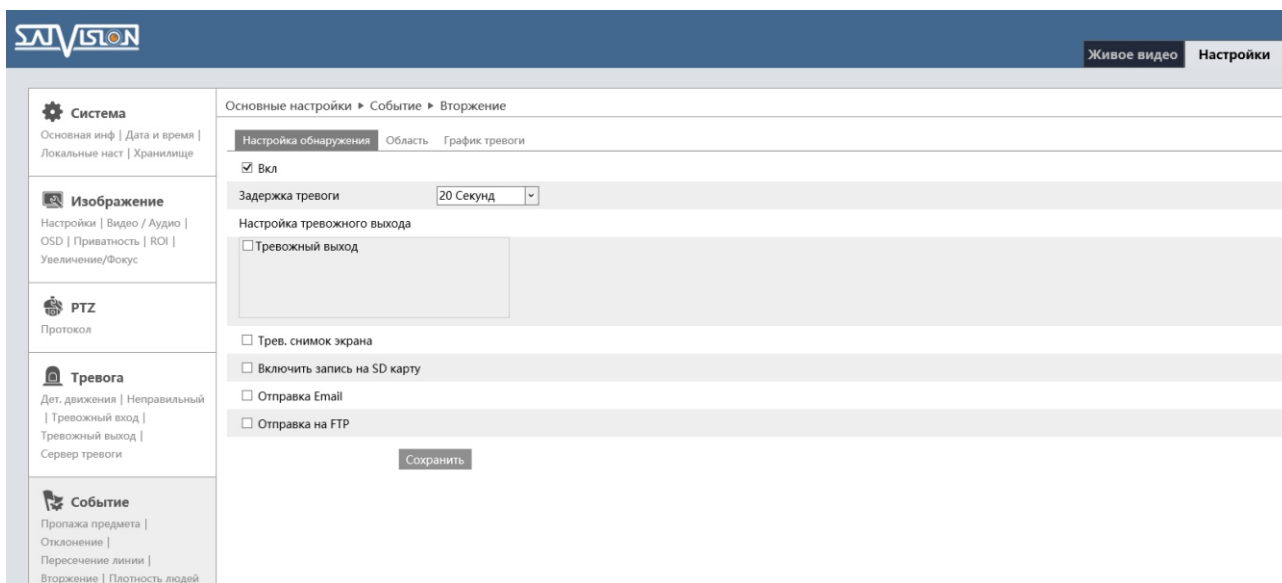 SATVISION
Живое видео
Настройки
Система
Основная инф | Дата и время |
Локальные наст | Хранилище
Изображение
Настройки | Видео / Аудио |
OSD | Приватность | ROI |
Увеличение/Фокус
PTZ
Протокол
Тревога
Дет. движения | Неправильный
| Тревожный вход |
Тревожный выход |
Сервер тревоги
Событие
Пропажа предмета |
Отклонение |
Пересечение линии |
Вторжение | Плотность людей
Основные настройки ▸ Событие ▸ Вторжение
Настройка обнаружения
Область
График тревоги
Вкл
Задержка тревоги
20 Секунд
Настройка тревожного выхода
Тревожный выход
Трев. снимок экрана
Включить запись на SD карту
Отправка Email
Отправка на FTP
Сохранить